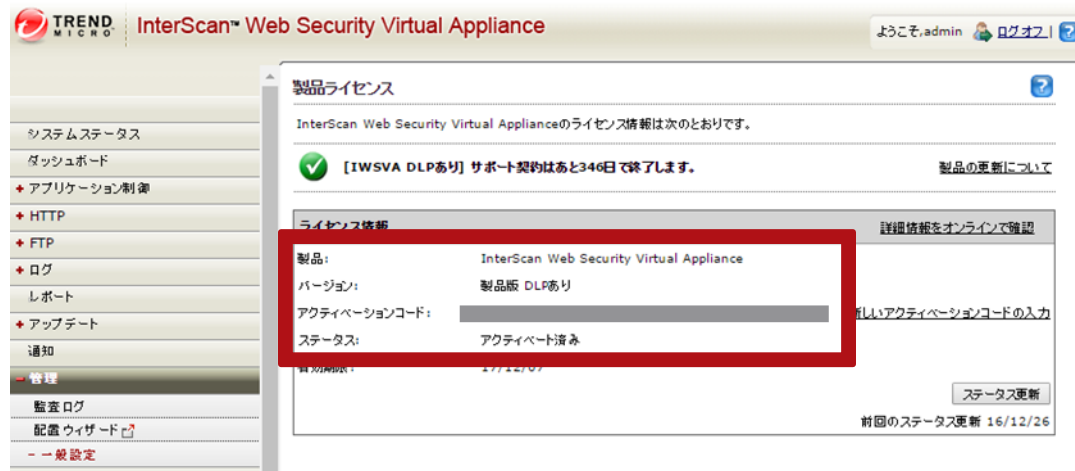 TREND MICRO InterScan™ Web Security Virtual Appliance
ようこそ,admin ログオフ |
製品ライセンス
InterScan Web Security Virtual Applianceのライセンス情報は次のとおりです。
[IWSVA DLPあり] サポート契約はあと346日で終了します。
製品の更新について
システムステータス
ダッシュボード
+ アプリケーション制御
+ HTTP
+ FTP
+ ログ
レポート
+ アップデート
通知
- 管理
監査ログ
配置ウィザード
- 一般設定
ライセンス情報
詳細情報をオンラインで確認
製品: InterScan Web Security Virtual Appliance
バージョン: 製品版 DLPあり
アクティベーションコード:
しいアクティベーションコードの入力
ステータス: アクティベート済み
有効期限: 17/12/07
ステータス更新
前回のステータス更新 16/12/26